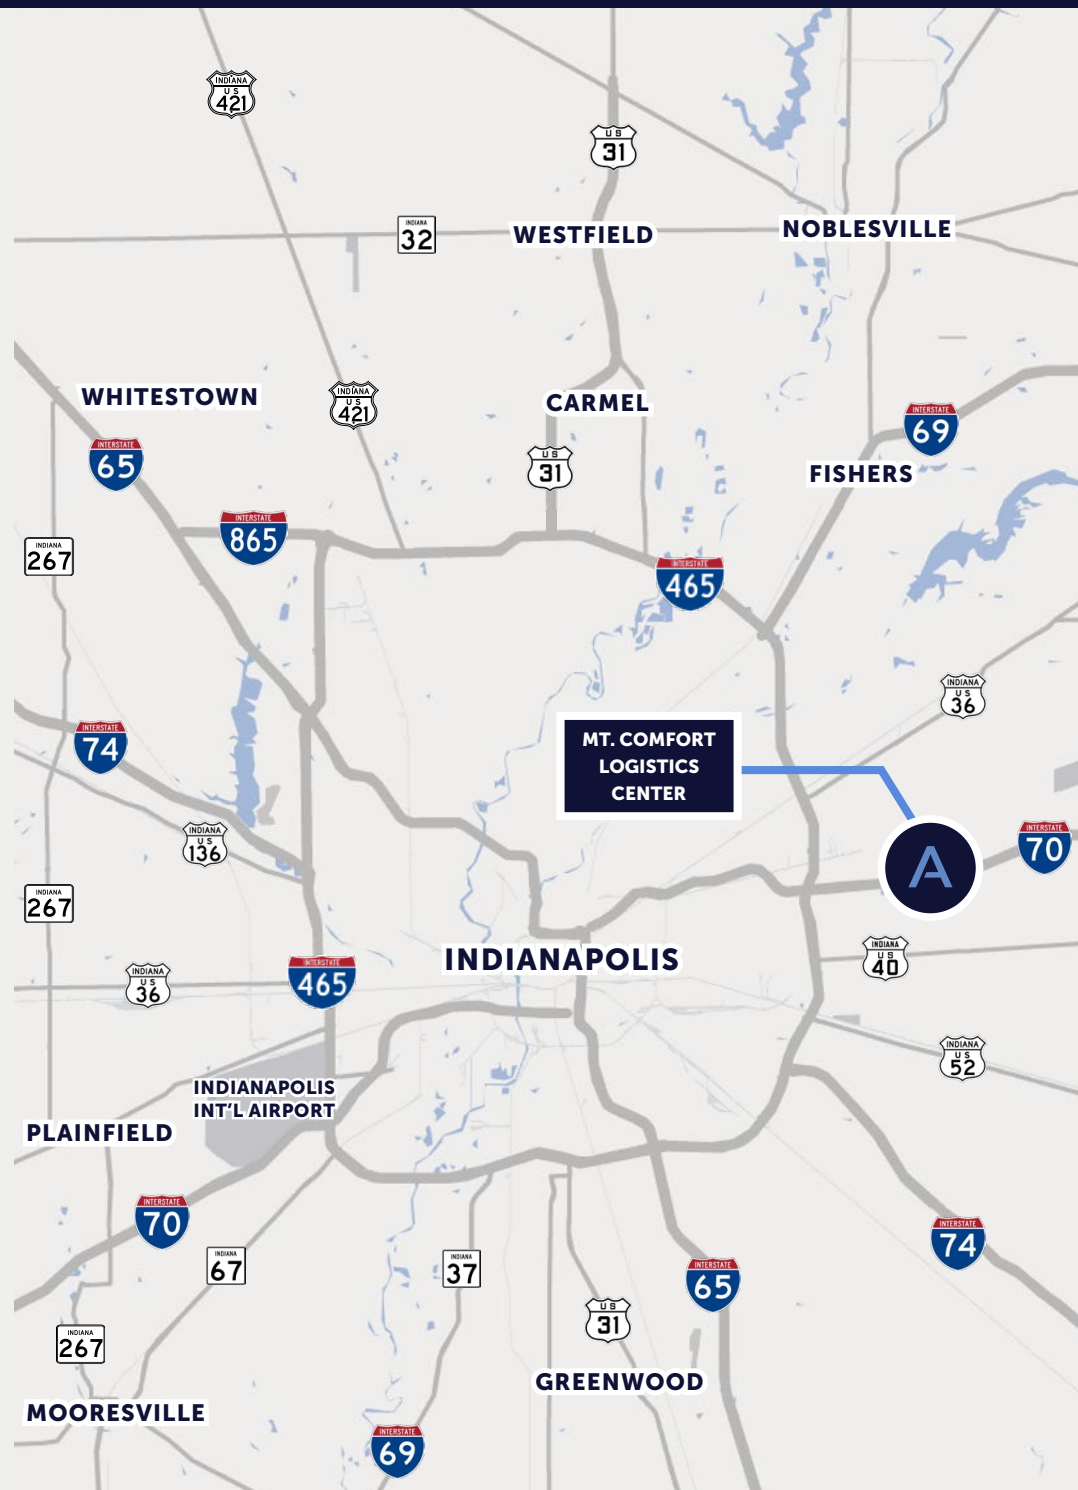 INDIANA
US
421
US
31
INDIANA
32
WESTFIELD
NOBLESVILLE
WHITESTOWN
INDIANA
US
421
CARMEL
INTERSTATE
69
INTERSTATE
65
US
31
FISHERS
INTERSTATE
865
INDIANA
267
INTERSTATE
465
INDIANA
US
36
INTERSTATE
74
MT. COMFORT
LOGISTICS
CENTER
INDIANA
US
136
INTERSTATE
70
A
INDIANA
267
INDIANAPOLIS
INDIANA
US
40
INDIANA
US
36
INTERSTATE
465
INDIANA
US
52
INDIANAPOLIS
INT'L AIRPORT
PLAINFIELD
INTERSTATE
70
INDIANA
67
INDIANA
37
INTERSTATE
74
INTERSTATE
65
US
31
INDIANA
267
GREENWOOD
MOORESVILLE
INTERSTATE
69